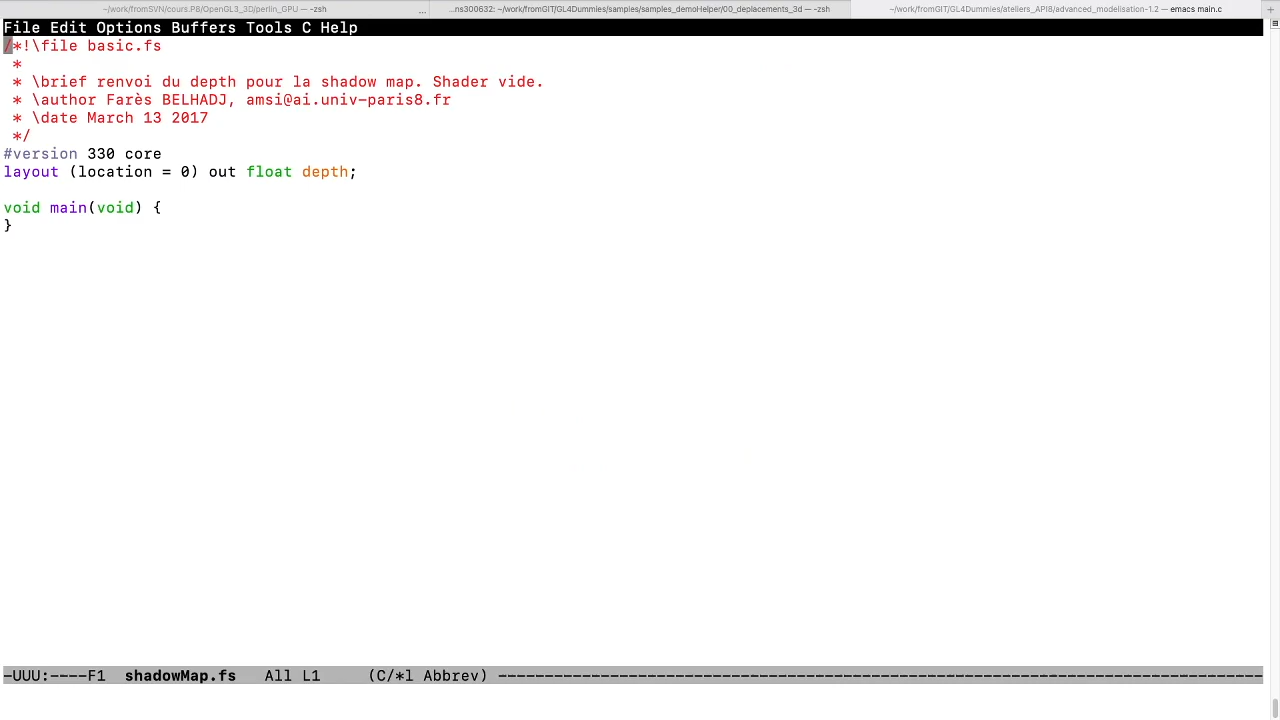 ~/work/fromSVN/cours.P8/OpenGL3_3D/perlin_GPU — -zsh ... ...ns300632: ~/work/fromGIT/GL4Dummies/samples/samples_demoHelper/00_deplacements_3d — -zsh ~/work/fromGIT/GL4Dummies/ateliers_API8/advanced_modelisation-1.2 — emacs main.c +
File Edit Options Buffers Tools C Help
/*!\file basic.fs
 *
 * \brief renvoi du depth pour la shadow map. Shader vide.
 * \author Farès BELHADJ, amsi@ai.univ-paris8.fr
 * \date March 13 2017
 */
#version 330 core
layout (location = 0) out float depth;
void main(void) {
}
-UUU:----F1  shadowMap.fs   All L1     (C/*l Abbrev) -----------------------------------------------------------------------------------